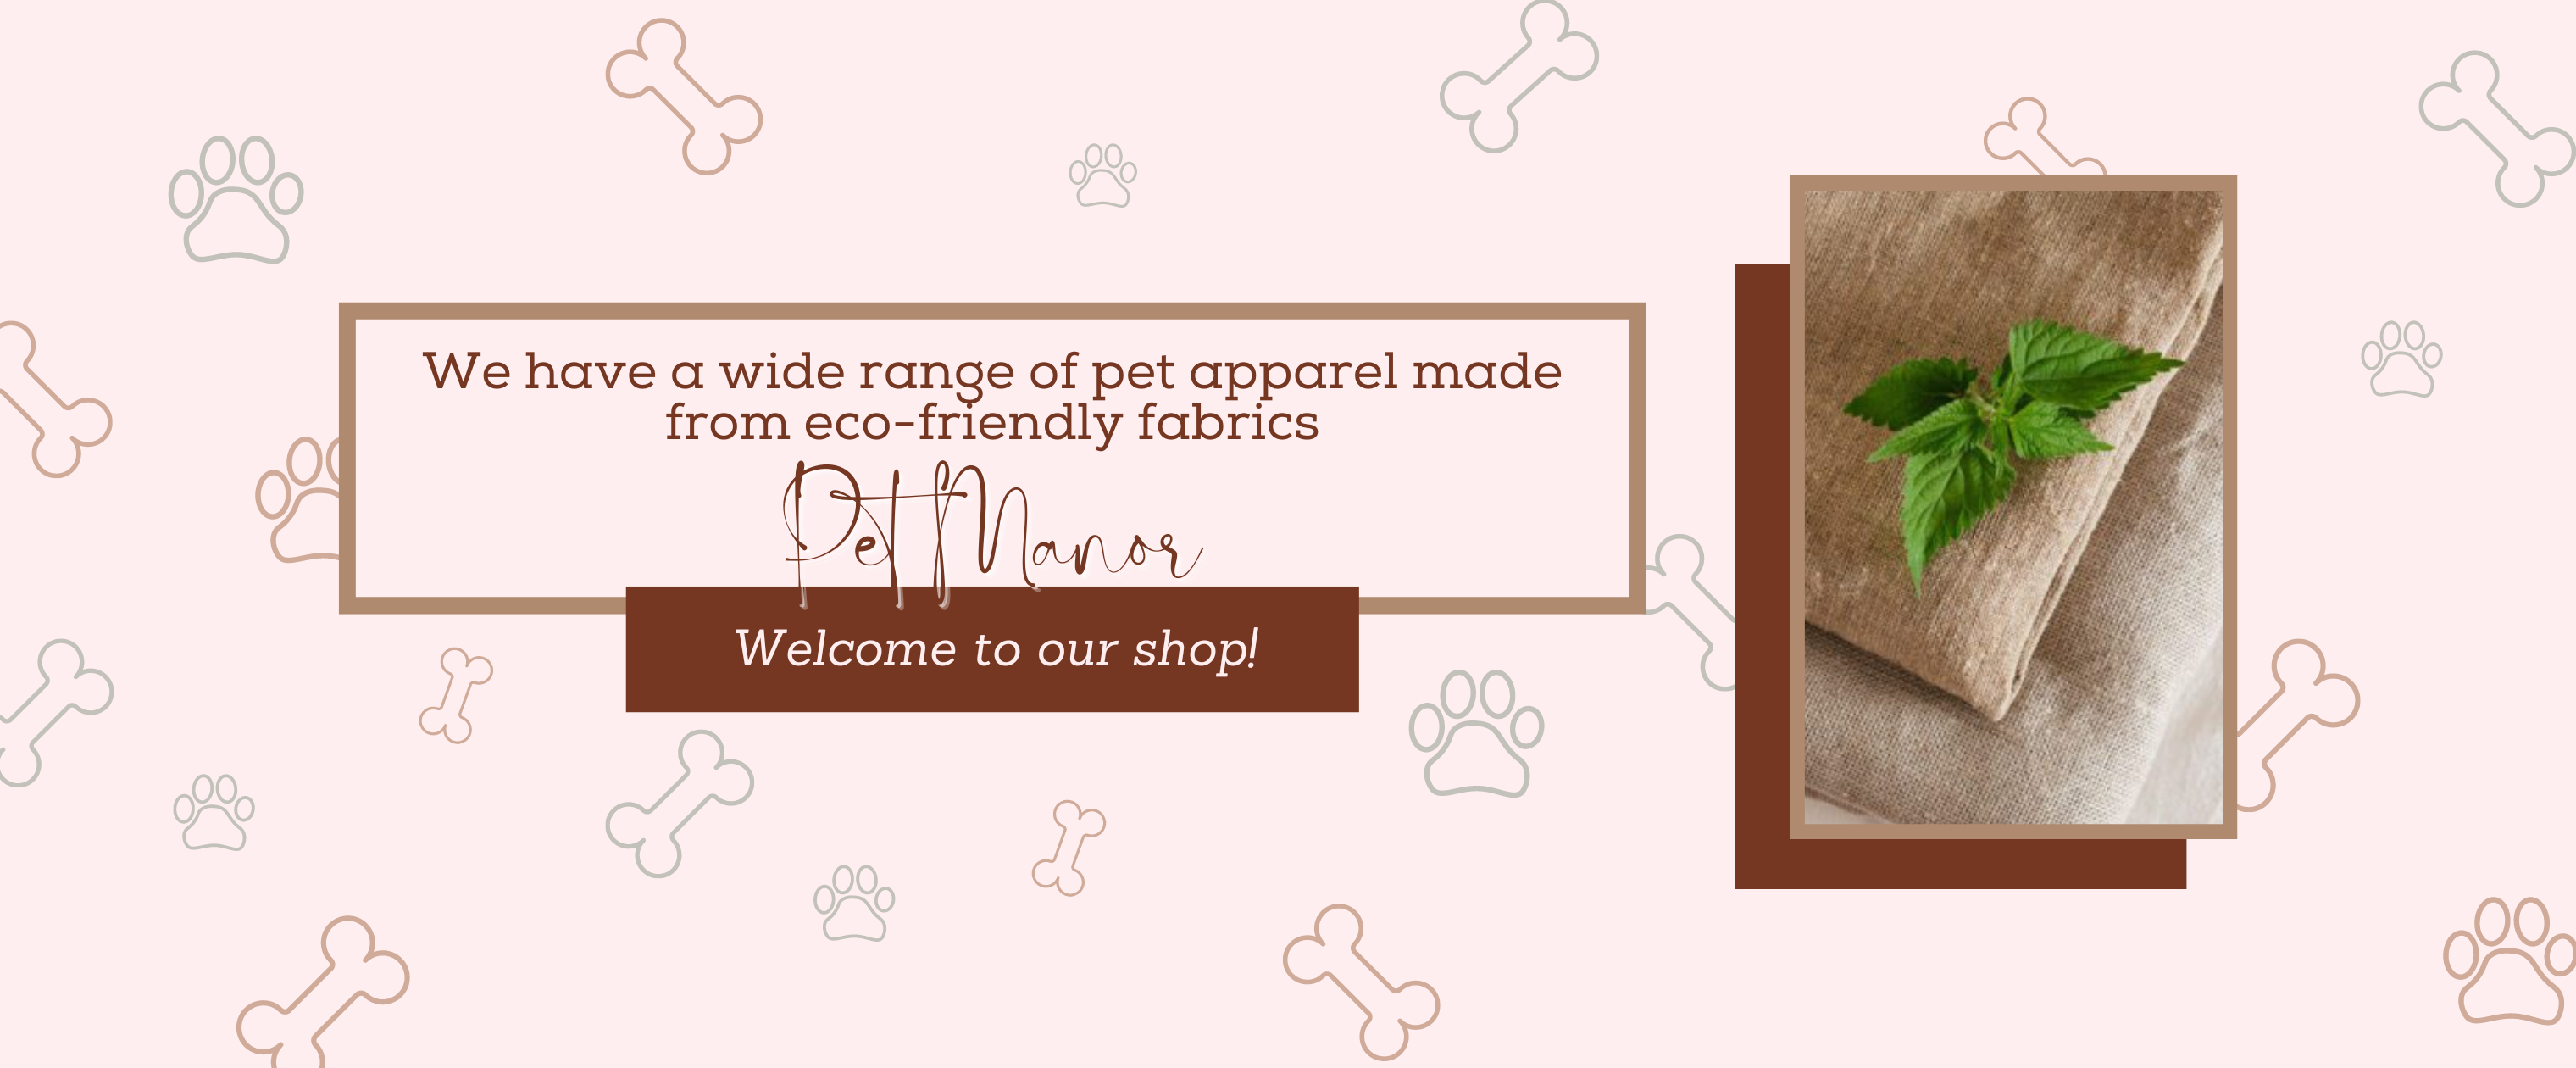 We have a wide range of pet apparel made
from eco-friendly fabrics
Pet Manor
Welcome to our shop!